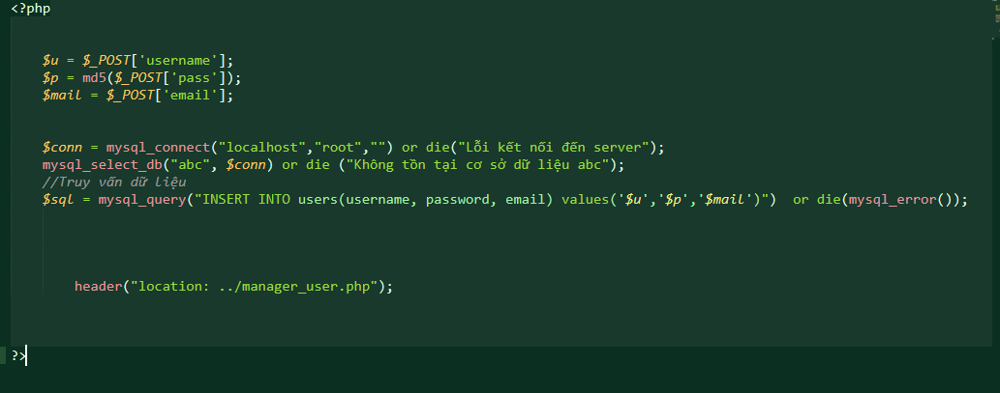 <?php
$u = $_POST['username'];
$p = md5($_POST['pass']);
$mail = $_POST['email'];
$conn = mysql_connect("localhost","root","") or die("Lỗi kết nối đến server");
mysql_select_db("abc", $conn) or die ("Không tồn tại cơ sở dữ liệu abc");
//Truy vấn dữ liệu
$sql = mysql_query("INSERT INTO users(username, password, email) values('$u','$p','$mail')")  or die(mysql_error());
header("location: ../manager_user.php");
?>